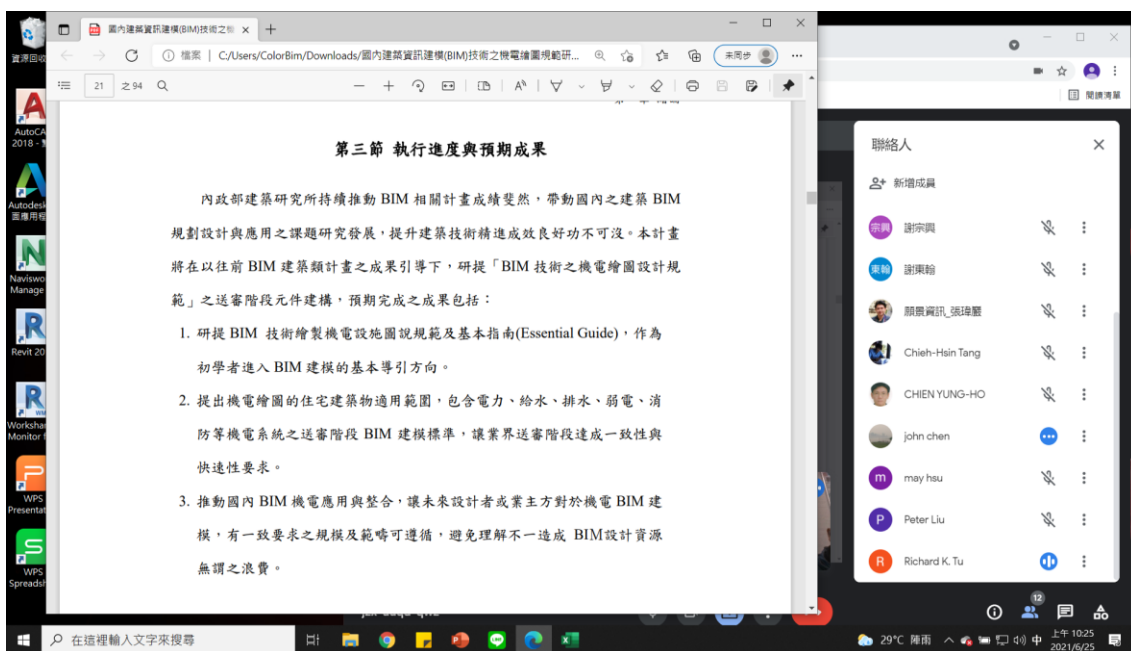 資源回收
AutoCA
2018 -
Autodesk
面應用程
Naviswo
Manage
Revit 20
Worksha
Monitor f
WPS
Presentat
WPS
Spreadsh
國內建築資訊建模(BIM)技術之機
檔案 | C:/Users/ColorBim/Downloads/國內建築資訊建模(BIM)技術之機電繪圖規範研...
未同步
21 之 94
第三節 執行進度與預期成果
內政部建築研究所持續推動 BIM 相關計畫成績斐然，帶動國內之建築 BIM
規劃設計與應用之課題研究發展，提升建築技術精進成效良好功不可沒。本計畫
將在以往前 BIM 建築類計畫之成果引導下，研提「BIM 技術之機電繪圖設計規
範」之送審階段元件建構，預期完成之成果包括：
1. 研提 BIM 技術繪製機電設施圖說規範及基本指南(Essential Guide)，作為
初學者進入 BIM 建模的基本導引方向。
2. 提出機電繪圖的住宅建築物適用範圍，包含電力、給水、排水、弱電、消
防等機電系統之送審階段 BIM 建模標準，讓業界送審階段達成一致性與
快速性要求。
3. 推動國內 BIM 機電應用與整合，讓未來設計者或業主方對於機電 BIM 建
模，有一致要求之規模及範疇可遵循，避免理解不一造成 BIM設計資源
無謂之浪費。
閱讀清單
聯絡人
新增成員
宗興 謝宗興
東翰 謝東翰
願景資訊_張瑋麗
Chieh-Hsin Tang
CHIEN YUNG-HO
john chen
m may hsu
P Peter Liu
R Richard K. Tu
12
在這裡輸入文字來搜尋
29°C 陣雨
中
上午 10:25
2021/6/25